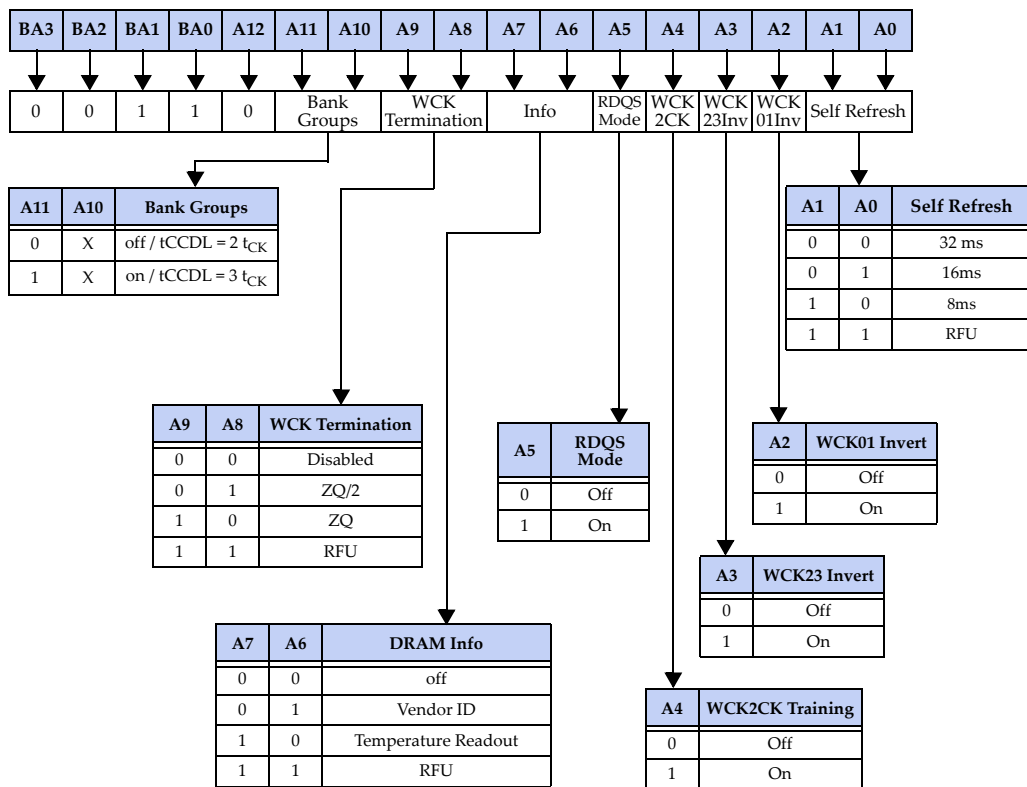 BA3 BA2 BA1 BA0 A12 A11 A10 A9 A8 A7 A6 A5 A4 A3 A2 A1 A0
0 0 1 1 0 Bank Groups WCK Termination Info RDQS Mode WCK 2CK WCK 23Inv WCK 01Inv Self Refresh
A11 A10 Bank Groups
0 X off / tCCDL = 2 tCK
1 X on / tCCDL = 3 tCK
A1 A0 Self Refresh
0 0 32 ms
0 1 16ms
1 0 8ms
1 1 RFU
A9 A8 WCK Termination
0 0 Disabled
0 1 ZQ/2
1 0 ZQ
1 1 RFU
A5 RDQS Mode
0 Off
1 On
A2 WCK01 Invert
0 Off
1 On
A3 WCK23 Invert
0 Off
1 On
A7 A6 DRAM Info
0 0 off
0 1 Vendor ID
1 0 Temperature Readout
1 1 RFU
A4 WCK2CK Training
0 Off
1 On